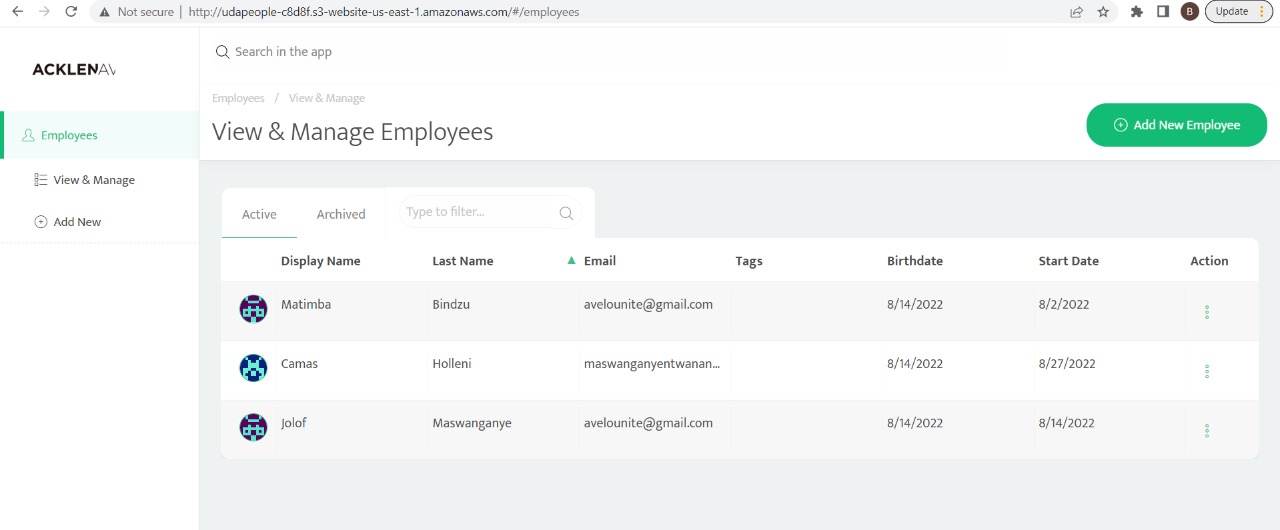 Not secure | http://udapeople-c8d8f.s3-website-us-east-1.amazonaws.com/#/employees B Update
ACKLENAV
Search in the app
Employees / View & Manage
View & Manage Employees
Add New Employee
Employees
View & Manage
Add New
Active Archived Type to filter...
Display Name Last Name Email Tags Birthdate Start Date Action
Matimba Bindzu avelounite@gmail.com 8/14/2022 8/2/2022
Camas Holleni maswanganyentwanan... 8/14/2022 8/27/2022
Jolof Maswanganye avelounite@gmail.com 8/14/2022 8/14/2022